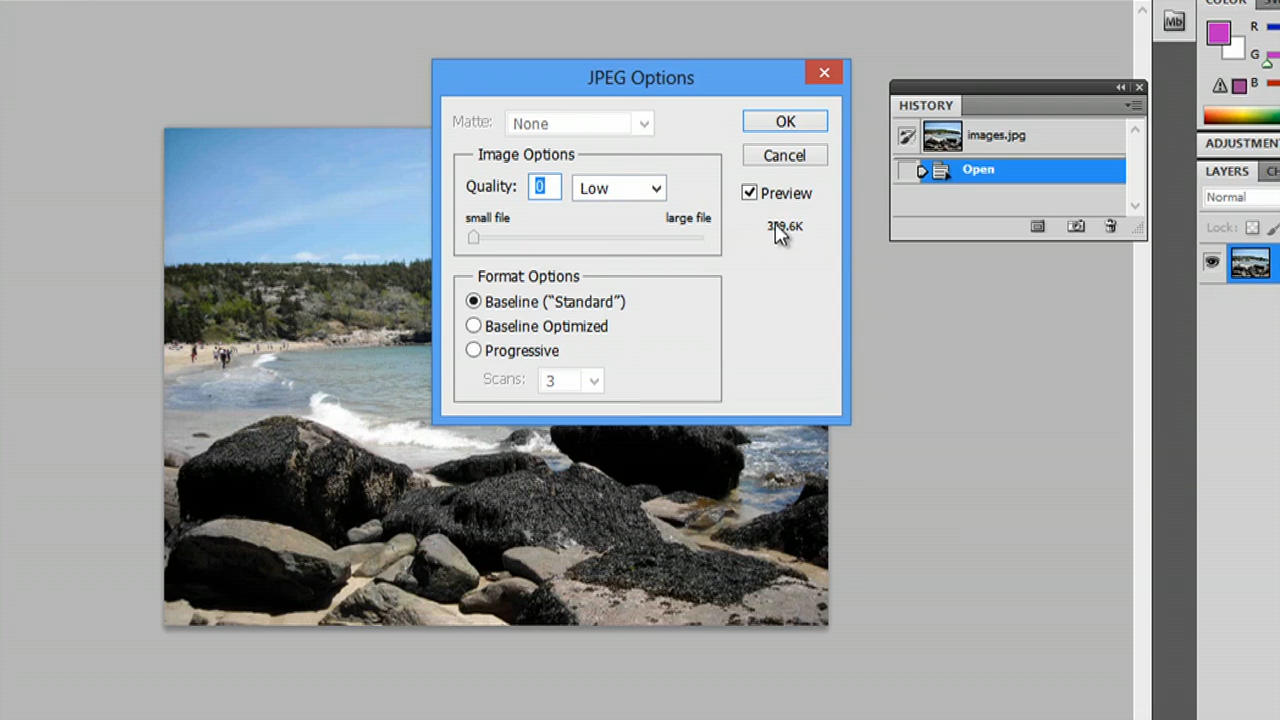 JPEG Options
Matte: None
OK
Image Options
Cancel
Quality: 0 Low
Preview
small file large file
Format Options
Baseline (“Standard”)
Baseline Optimized
Progressive
Scans: 3
HISTORY
images.jpg
Open
Mb
COLOR
R
G
B
LAYERS
Normal
Lock: